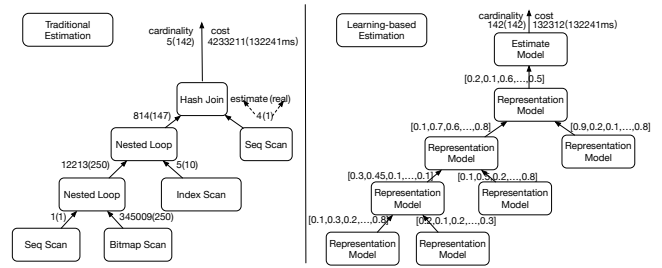 Traditional
Estimation
cardinality
5(142)
cost
4233211(132241ms)
Hash Join
estimate (real)
814(147)
4(1)
Nested Loop
Seq Scan
12213(250)
5(10)
Nested Loop
Index Scan
1(1)
345009(250)
Seq Scan
Bitmap Scan
Learning-based
Estimation
cardinality
142(142)
cost
132312(132241ms)
Estimate
Model
[0.2,0.1,0.6,...,0.5]
Representation
Model
[0.1,0.7,0.6,...,0.8]
[0.9,0.2,0.1,...,0.8]
Representation
Model
Representation
Model
[0.3,0.45,0.1,...,0.1]
[0.1,0.5,0.2,...,0.8]
Representation
Model
Representation
Model
[0.1,0.3,0.2,...,0.8]
[0.2,0.1,0.2,...,0.3]
Representation
Model
Representation
Model